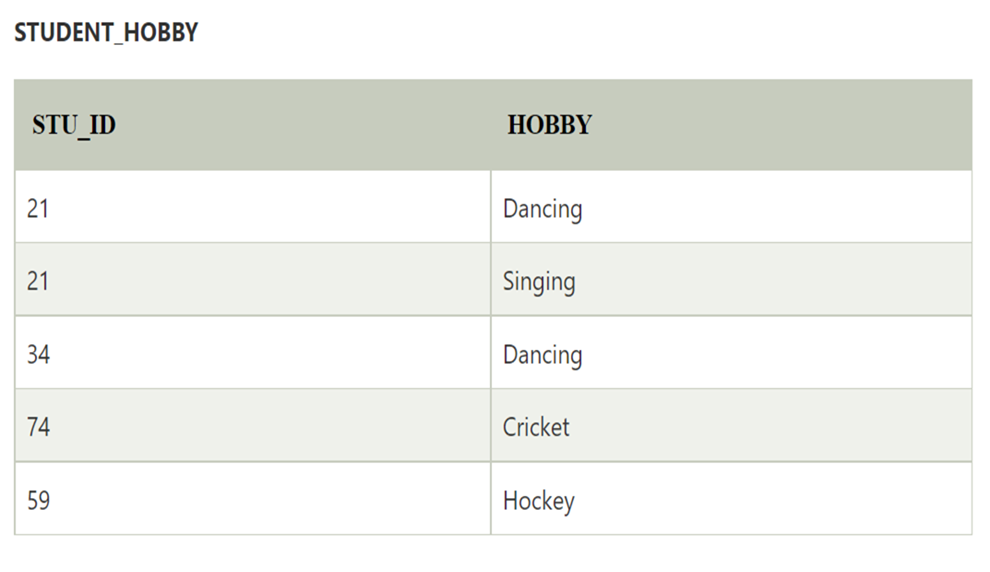 STUDENT_HOBBY
STU_ID HOBBY
21 Dancing
21 Singing
34 Dancing
74 Cricket
59 Hockey